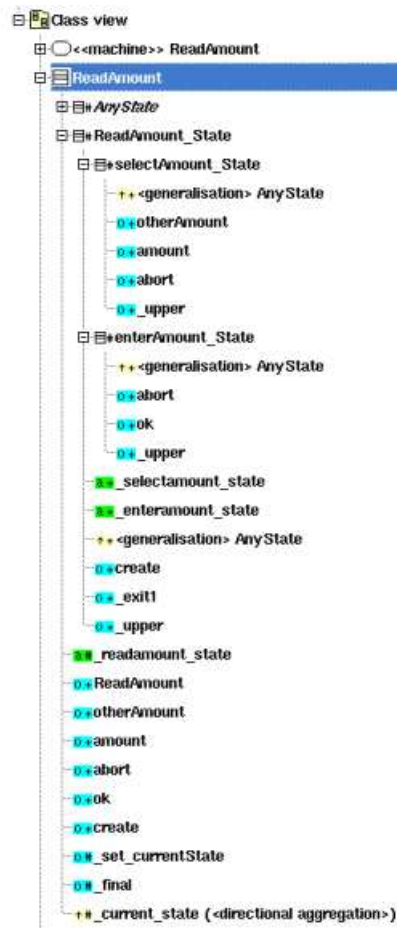 Class view
<<machine>> ReadAmount
ReadAmount
AnyState
ReadAmount_State
selectAmount_State
<generalisation> AnyState
otherAmount
amount
abort
_upper
enterAmount_State
<generalisation> AnyState
abort
ok
_upper
_selectamount_state
_enteramount_state
<generalisation> AnyState
create
_exit1
_upper
_readamount_state
ReadAmount
otherAmount
amount
abort
ok
create
_set_currentState
_final
_current_state (<directional aggregation>)